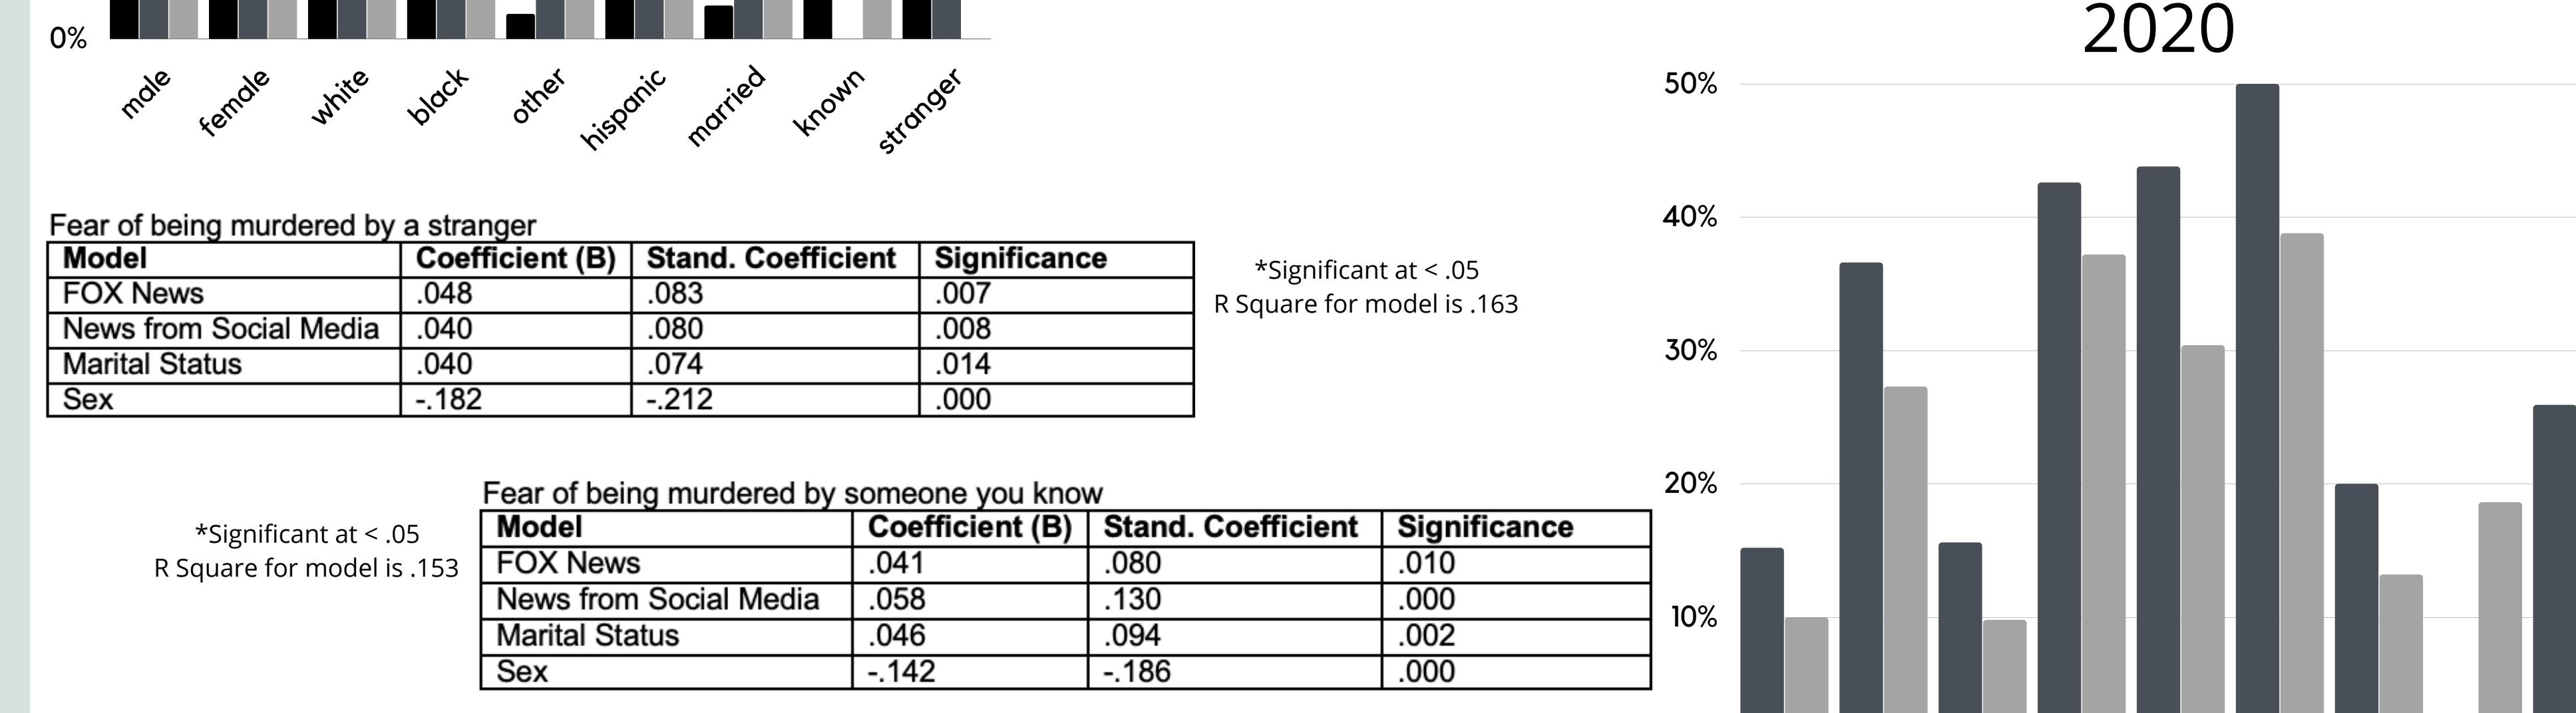 0%
male female white black other hispanic married known stranger
Fear of being murdered by a stranger
Model Coefficient (B) Stand. Coefficient Significance
FOX News .048 .083 .007
News from Social Media .040 .080 .008
Marital Status .040 .074 .014
Sex -.182 -.212 .000
*Significant at < .05
R Square for model is .163
Fear of being murdered by someone you know
*Significant at < .05
R Square for model is .153
Model Coefficient (B) Stand. Coefficient Significance
FOX News .041 .080 .010
News from Social Media .058 .130 .000
Marital Status .046 .094 .002
Sex -.142 -.186 .000
2020
50%
40%
30%
20%
10%